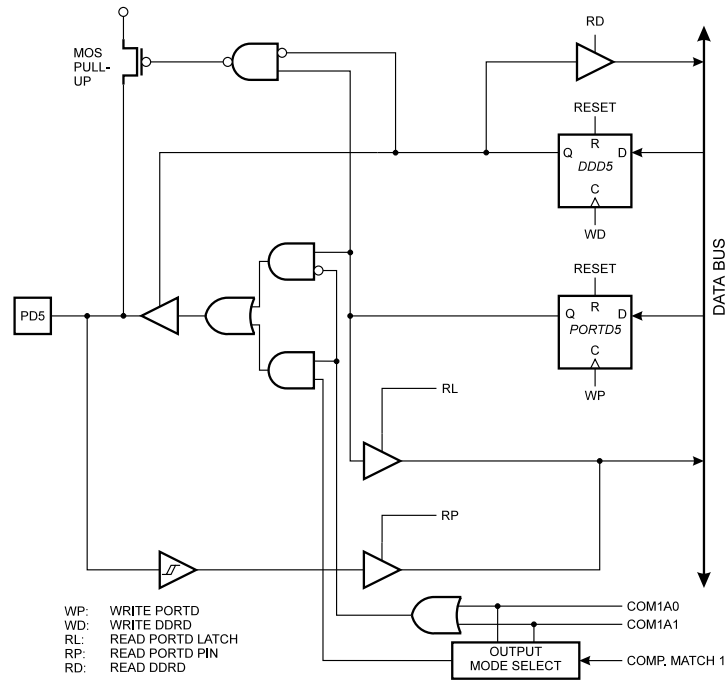 RD
MOS
PULL-
UP
RESET
R
Q
D
DDD5
C
WD
RESET
R
Q
D
PORTD5
C
WP
PD5
DATA BUS
RL
RP
WP: WRITE PORTD
WD: WRITE DDRD
RL: READ PORTD LATCH
RP: READ PORTD PIN
RD: READ DDRD
COM1A0
COM1A1
OUTPUT
MODE SELECT
COMP. MATCH 1